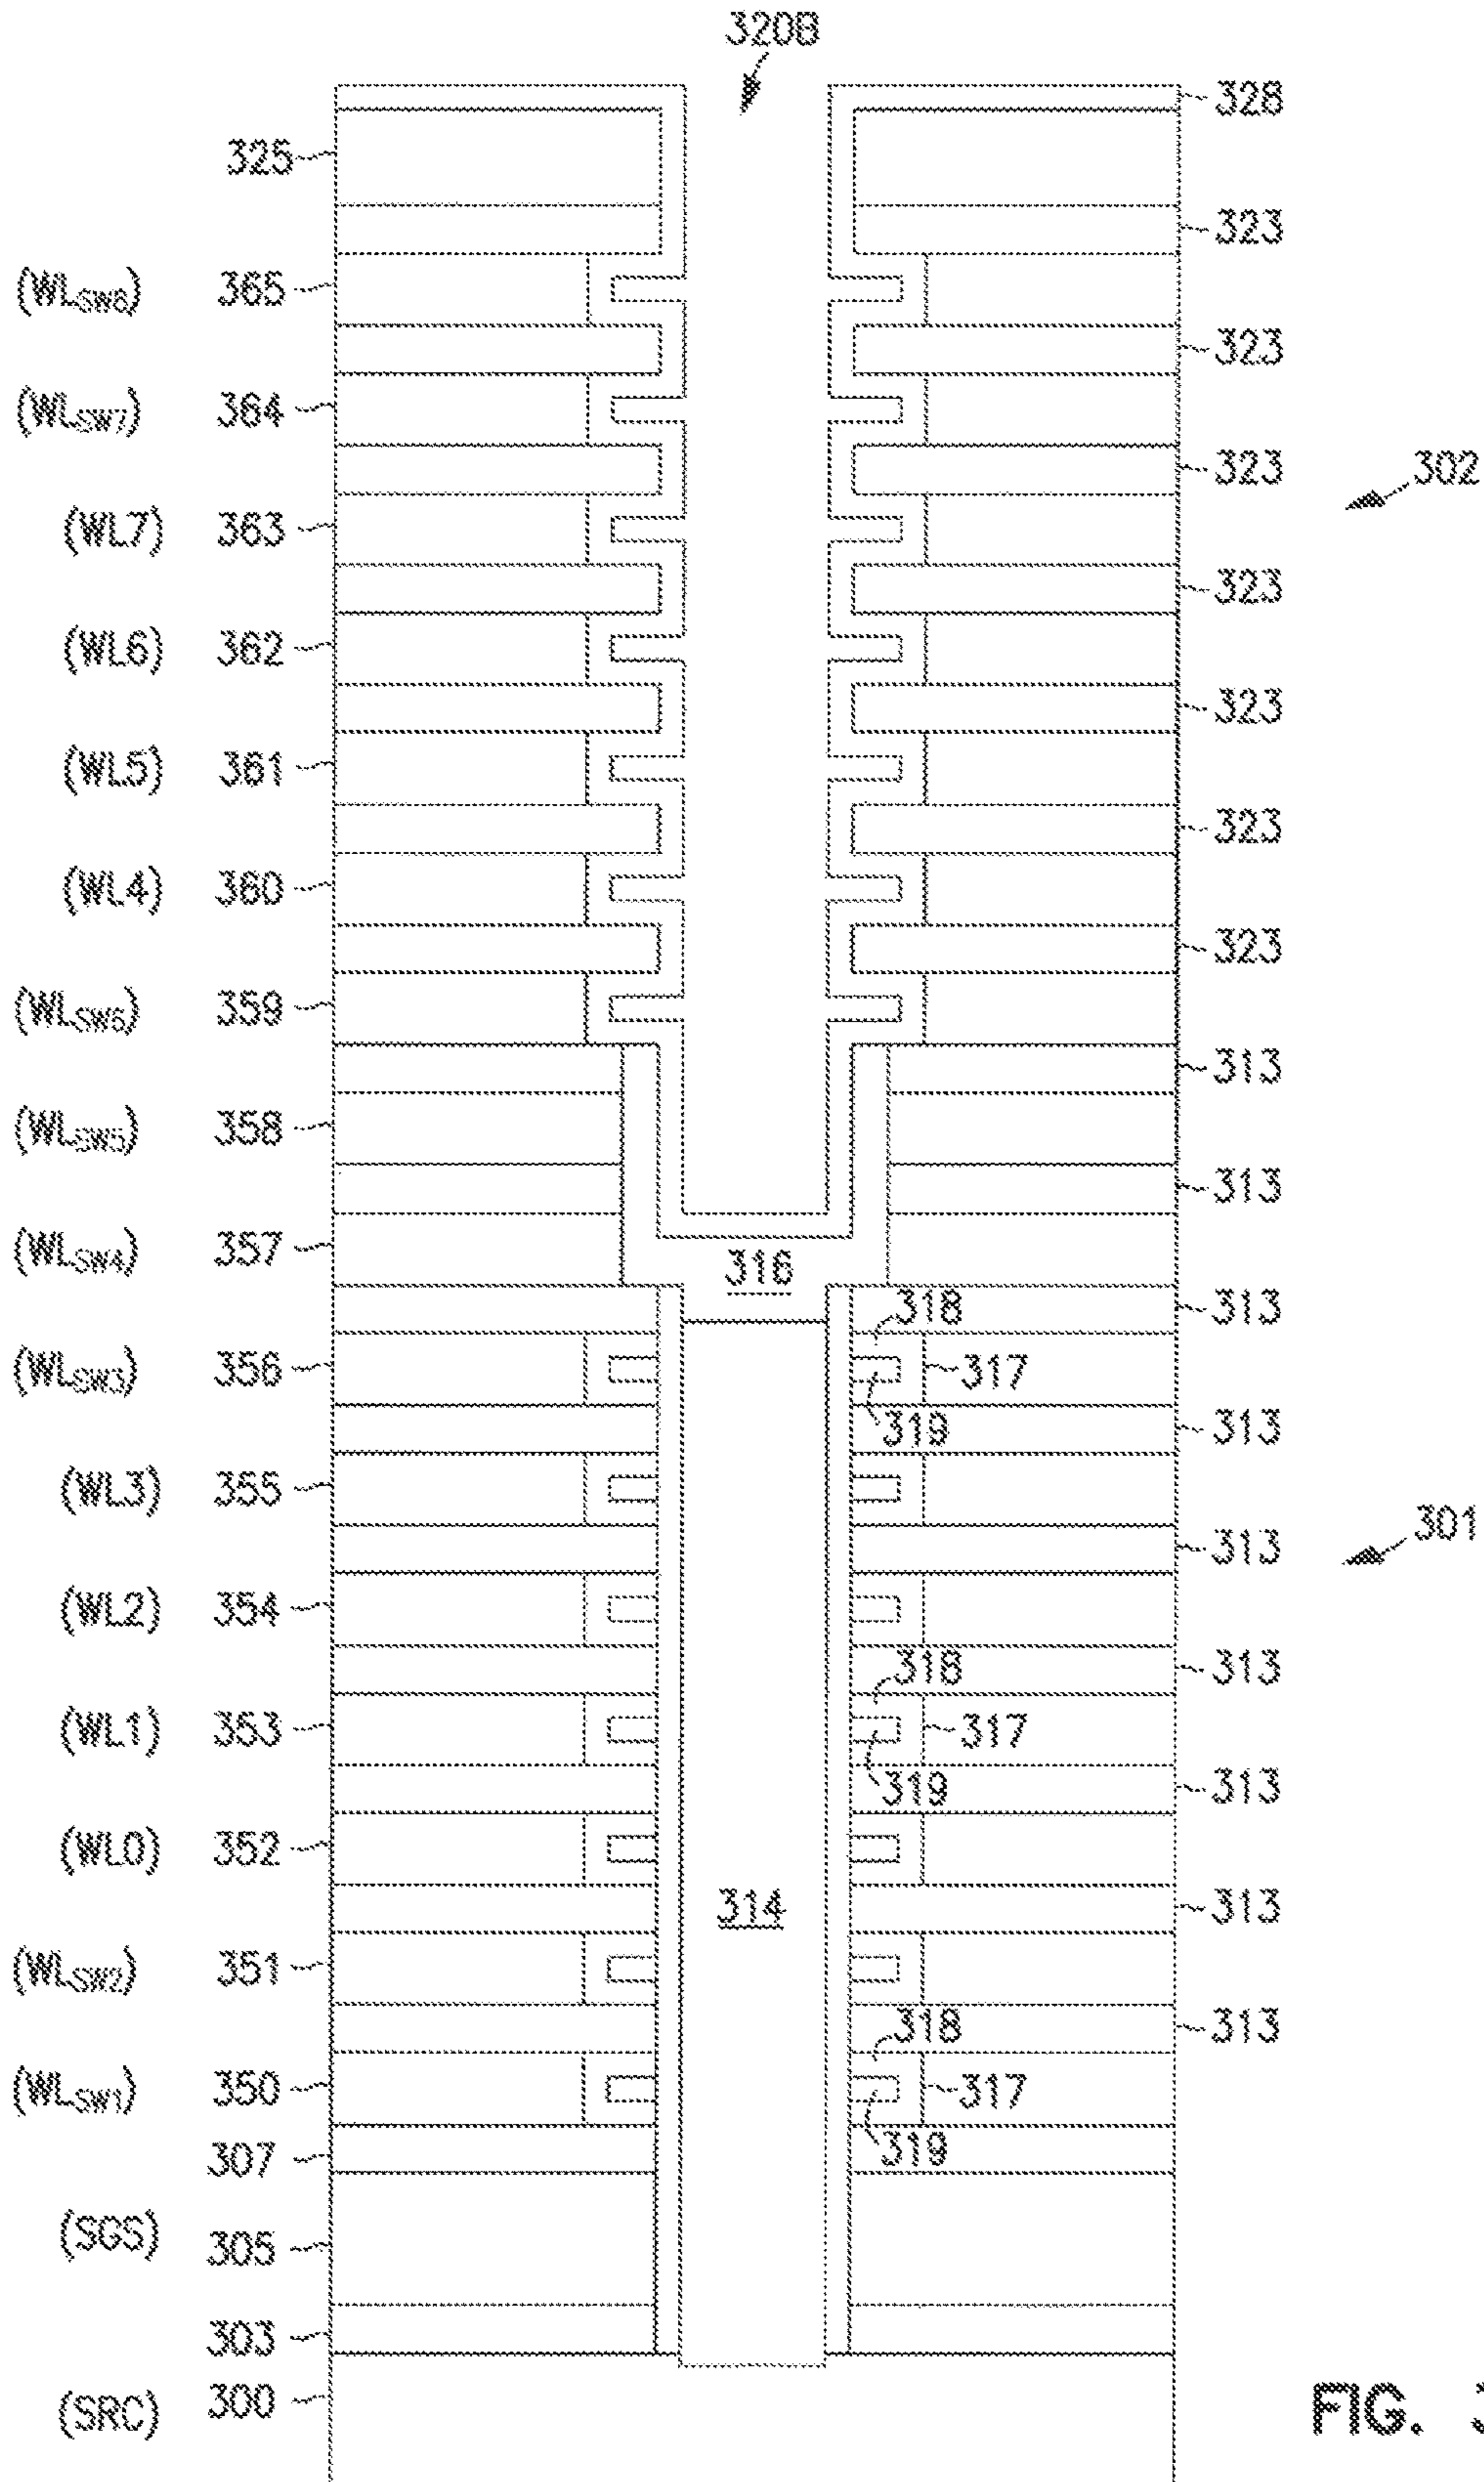 320B
328
325
323
(WLSW8) 365
323
(WLSW7) 364
323
302
(WL7) 363
323
(WL6) 362
323
(WL5) 361
323
(WL4) 360
323
(WLSW6) 359
313
(WLSW5) 358
313
(WLSW4) 357
316
313
318
(WLSW3) 356
317
319
313
(WL3) 355
301
313
(WL2) 354
313
318
(WL1) 353
317
319
313
(WL0) 352
314
313
(WLSW2) 351
313
318
(WLSW1) 350
317
319
307
(SGS) 305
303
(SRC) 300
FIG. 3